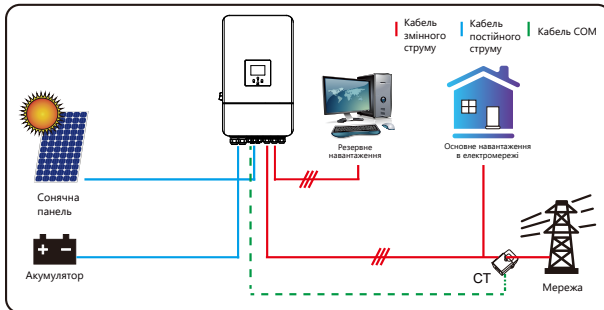 Кабель
змінного
струму
Кабель
постійного
струму
Кабель COM
Резервне
навантаження
Основне навантаження
в електромережі
Сонячна
панель
Акумулятор
CT
Мережа